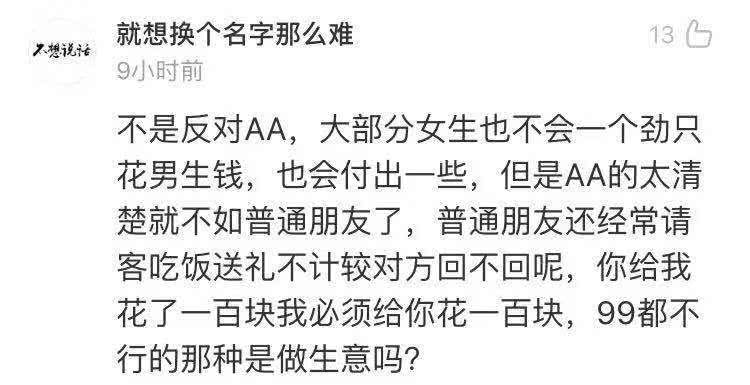 不想说话
就想换个名字那么难
13
9小时前
不是反对AA，大部分女生也不会一个劲只
花男生钱，也会付出一些，但是AA的太清
楚就不如普通朋友了，普通朋友还经常请
客吃饭送礼不计较对方回不回呢，你给我
花了一百块我必须给你花一百块，99都不
行的那种是做生意吗？